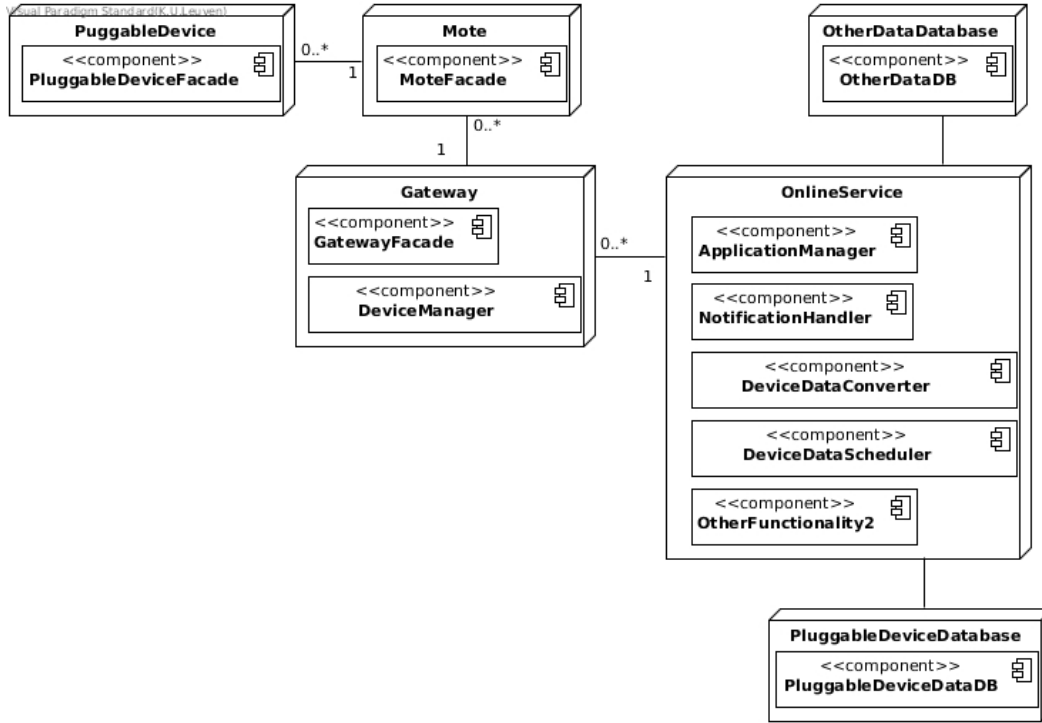 Visual Paradigm Standard(K.U.Leuven)
PuggableDevice
<<component>>
PluggableDeviceFacade
0..*
1
Mote
<<component>>
MoteFacade
0..*
1
OtherDataDatabase
<<component>>
OtherDataDB
Gateway
<<component>>
GatewayFacade
<<component>>
DeviceManager
0..*
1
OnlineService
<<component>>
ApplicationManager
<<component>>
NotificationHandler
<<component>>
DeviceDataConverter
<<component>>
DeviceDataScheduler
<<component>>
OtherFunctionality2
PluggableDeviceDatabase
<<component>>
PluggableDeviceDataDB